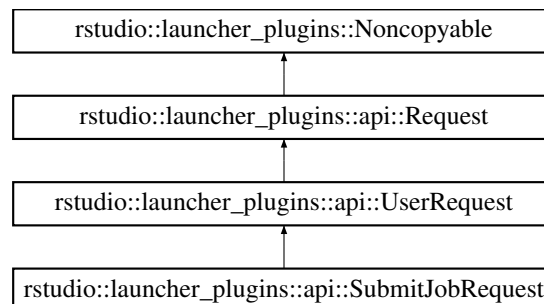 rstudio::launcher_plugins::Noncopyable
rstudio::launcher_plugins::api::Request
rstudio::launcher_plugins::api::UserRequest
rstudio::launcher_plugins::api::SubmitJobRequest